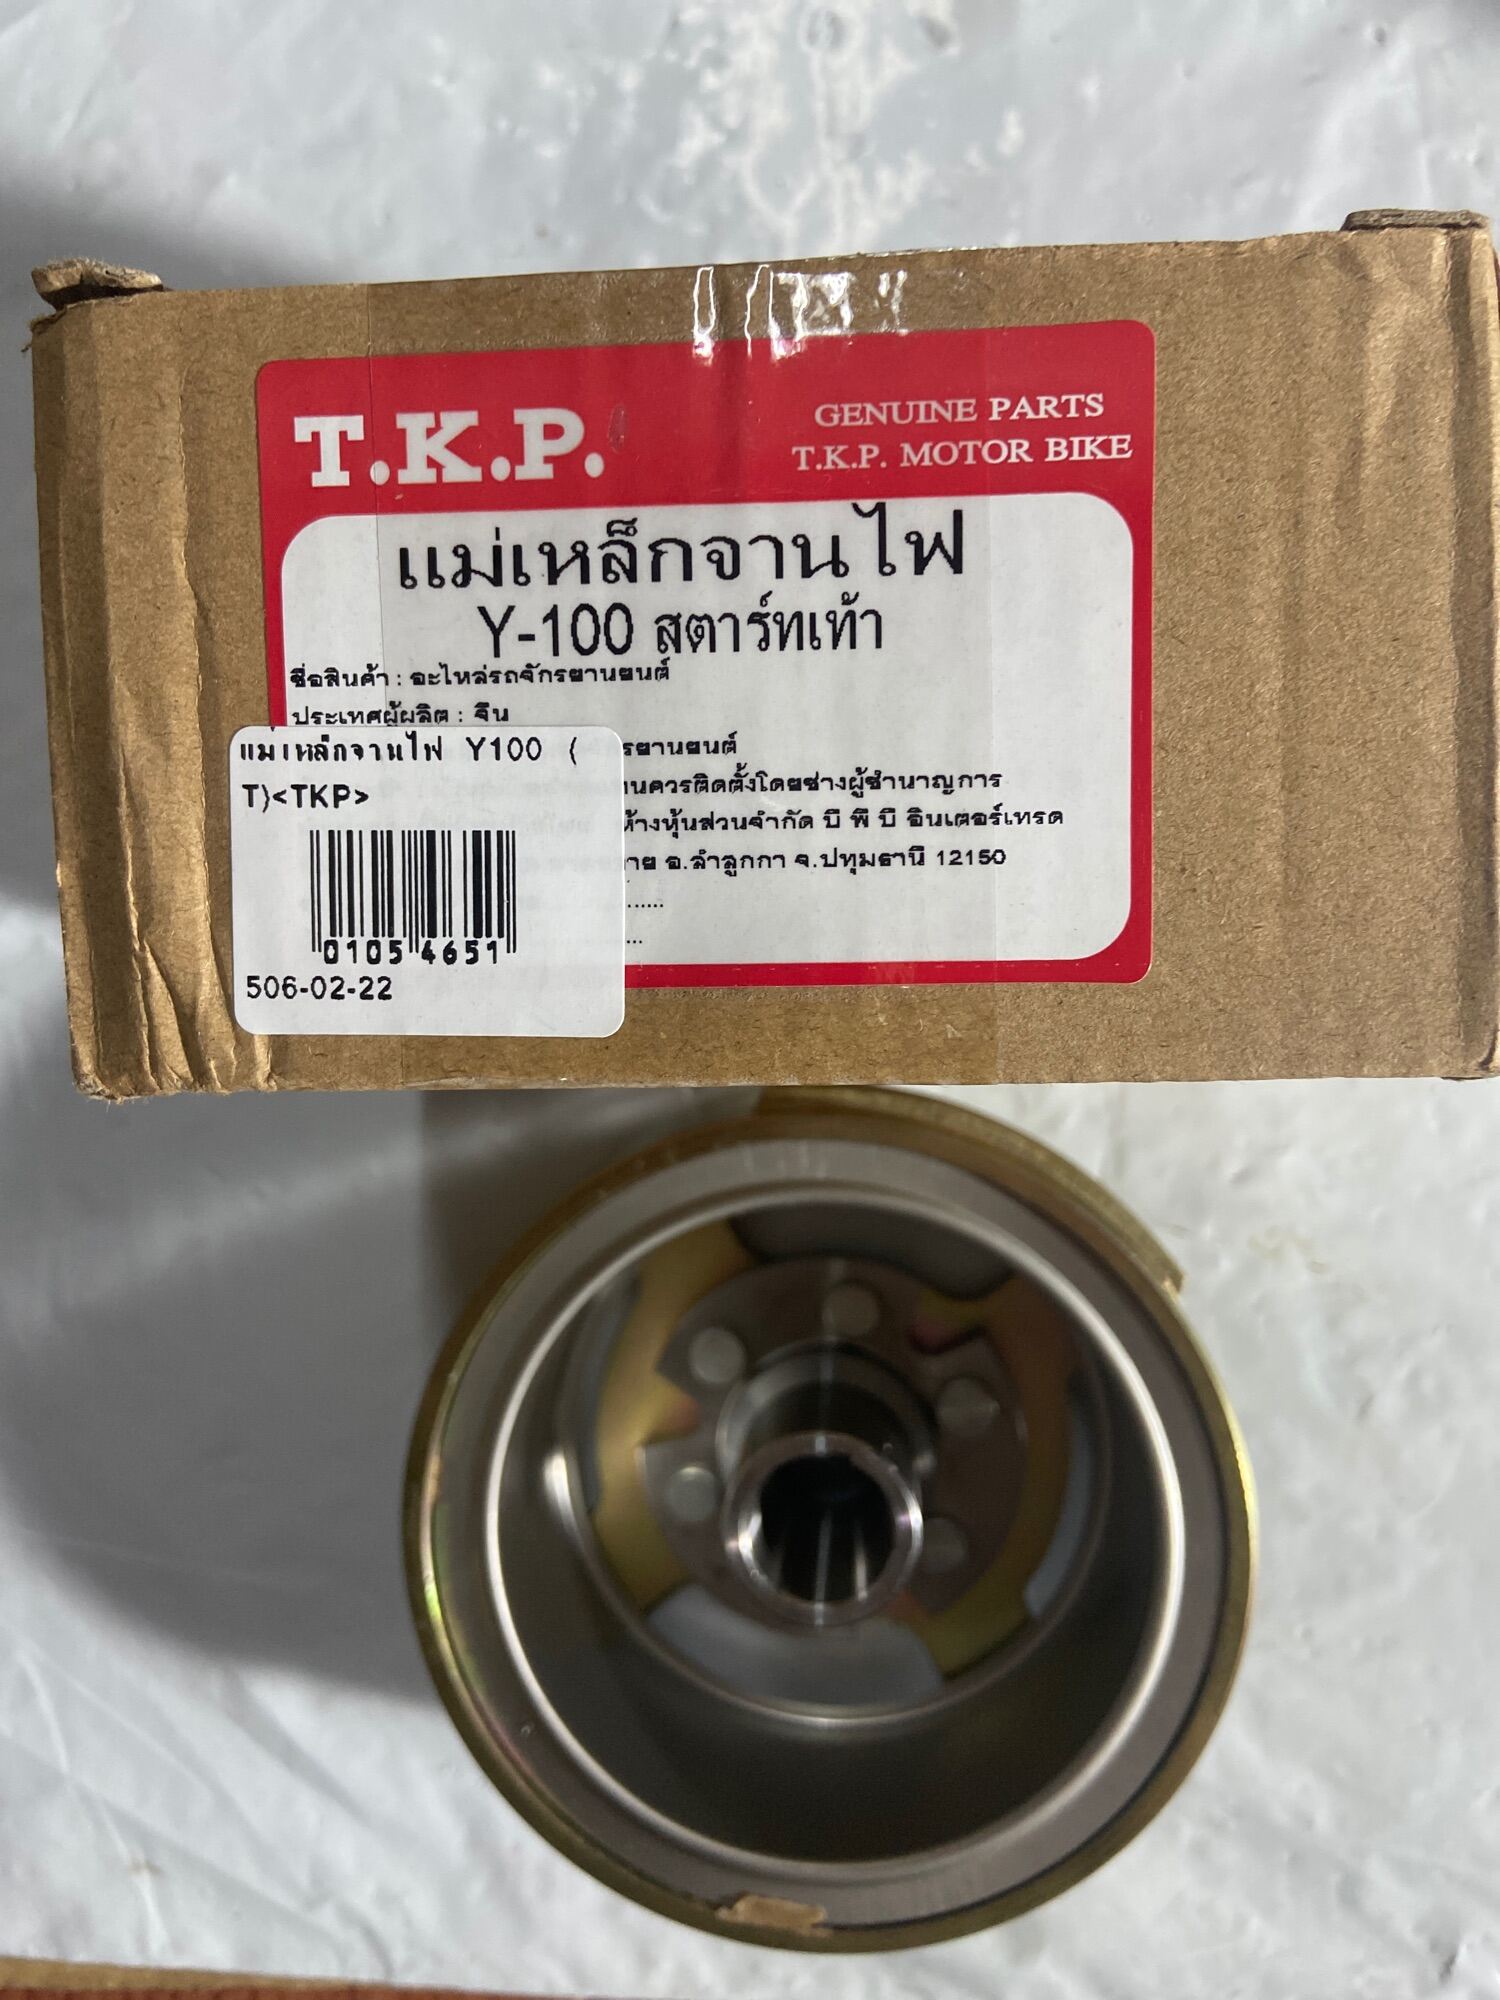 T.K.P.
GENUINE PARTS
T.K.P. MOTOR BIKE
แม่เหล็กจานไฟ
Y-100 สตาร์ทเท้า
ชื่อสินค้า : อะไหล่รถจักรยานยนต์
ประเทศผู้ผลิต : จีน
รยานยนต์
านควรติดตั้งโดยช่างผู้ชำนาญการ
ห้างหุ้นส่วนจำกัด บี พี บี อินเตอร์เทรด
าย อ.ลำลูกกา จ.ปทุมธานี 12150
แม่เหล็กจานไฟ Y100 (
T)<TKP>
01054651
506-02-22